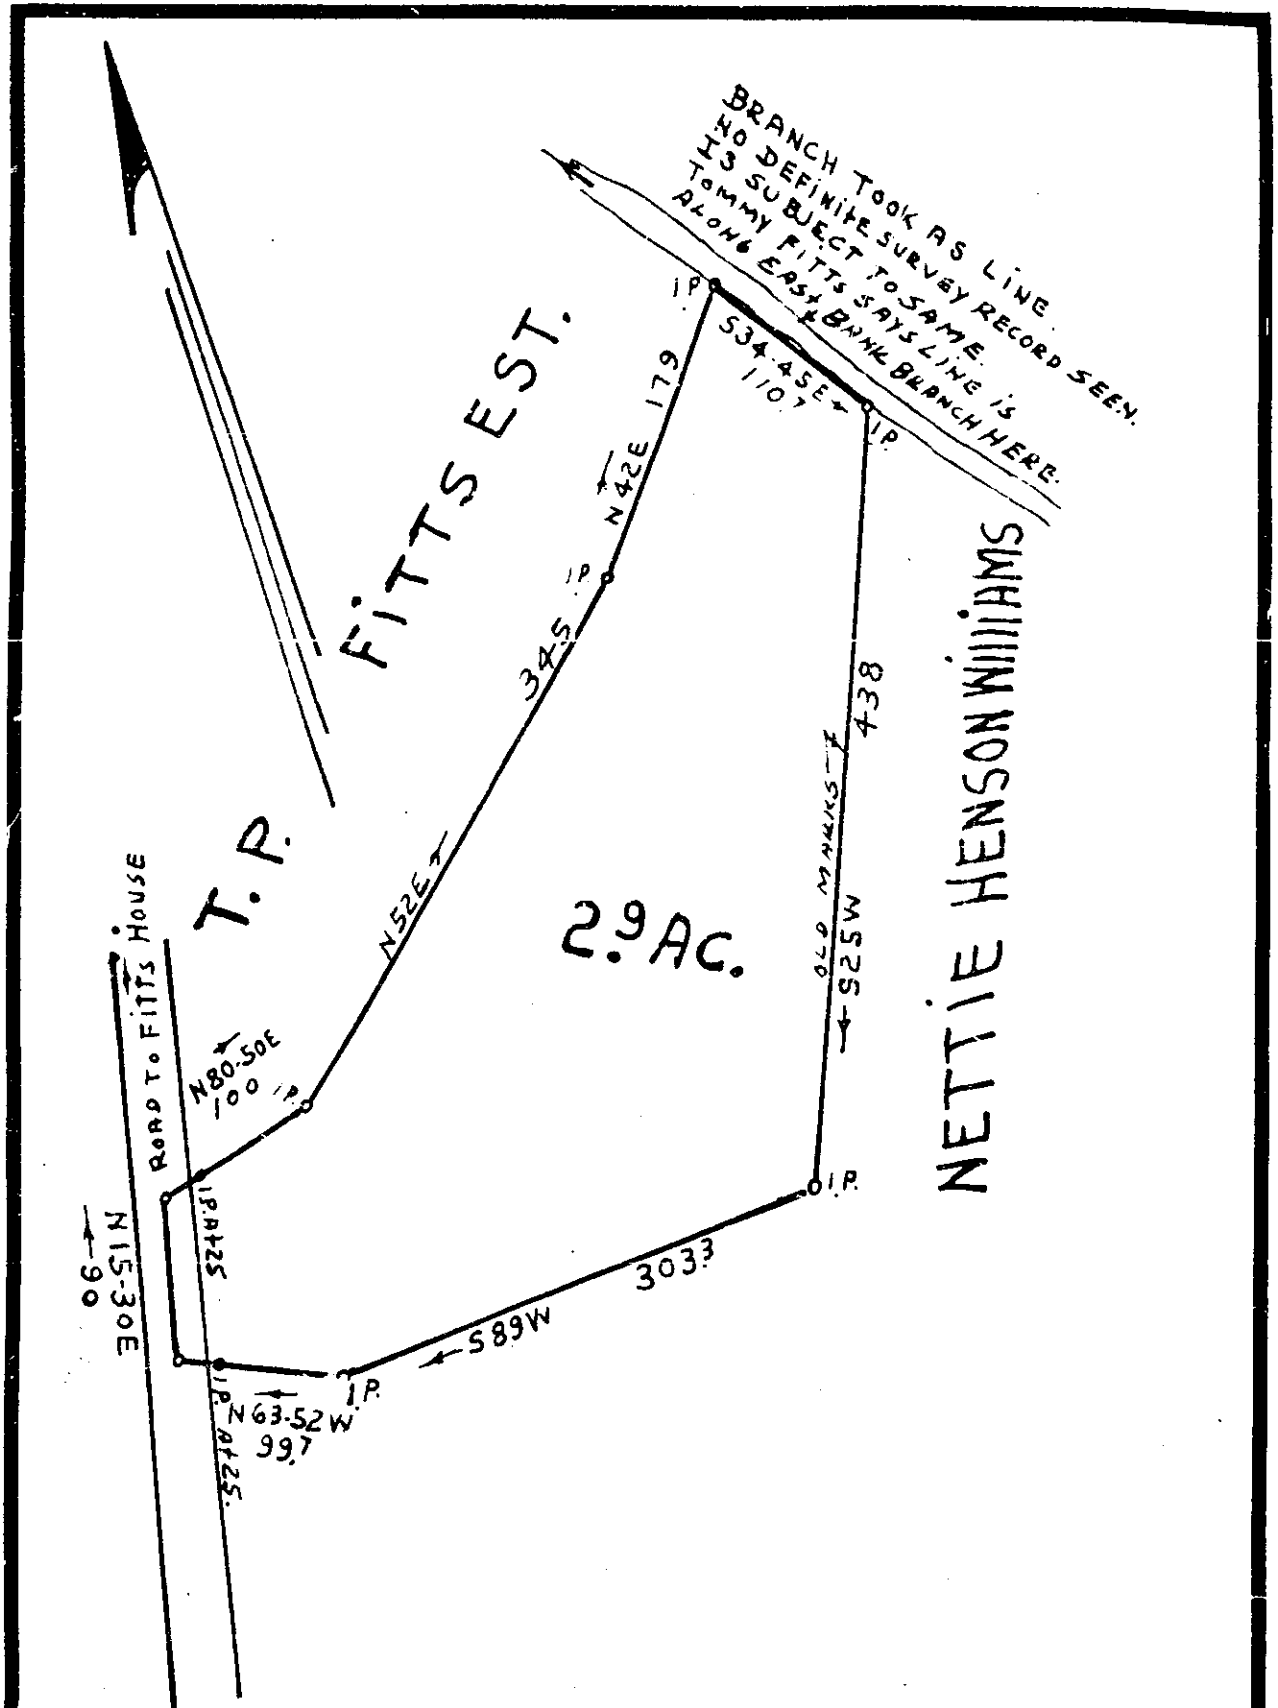 BRANCH TOOK AS LINE
NO DEFINITE SURVEY RECORD SEEN.
IS SUBJECT TO SAME.
TOMMY FITTS SAYS LINE IS
ALONG EAST BANK BRANCH HERE.
I.P.
S34-45E
110.7
I.P.
N42E 179
I.P.
T. P. FITTS EST.
N52E 345
OLD MARKS
S25W 438
NETTIE HENSON WILLIAMS
2.9 AC.
ROAD TO FITTS HOUSE
N80-50E
100
I.P.
I.P. At 25
N15-30E
90
I.P.
S89W 303.3
I.P.
N63-52W
99.7
I.P. At 25.